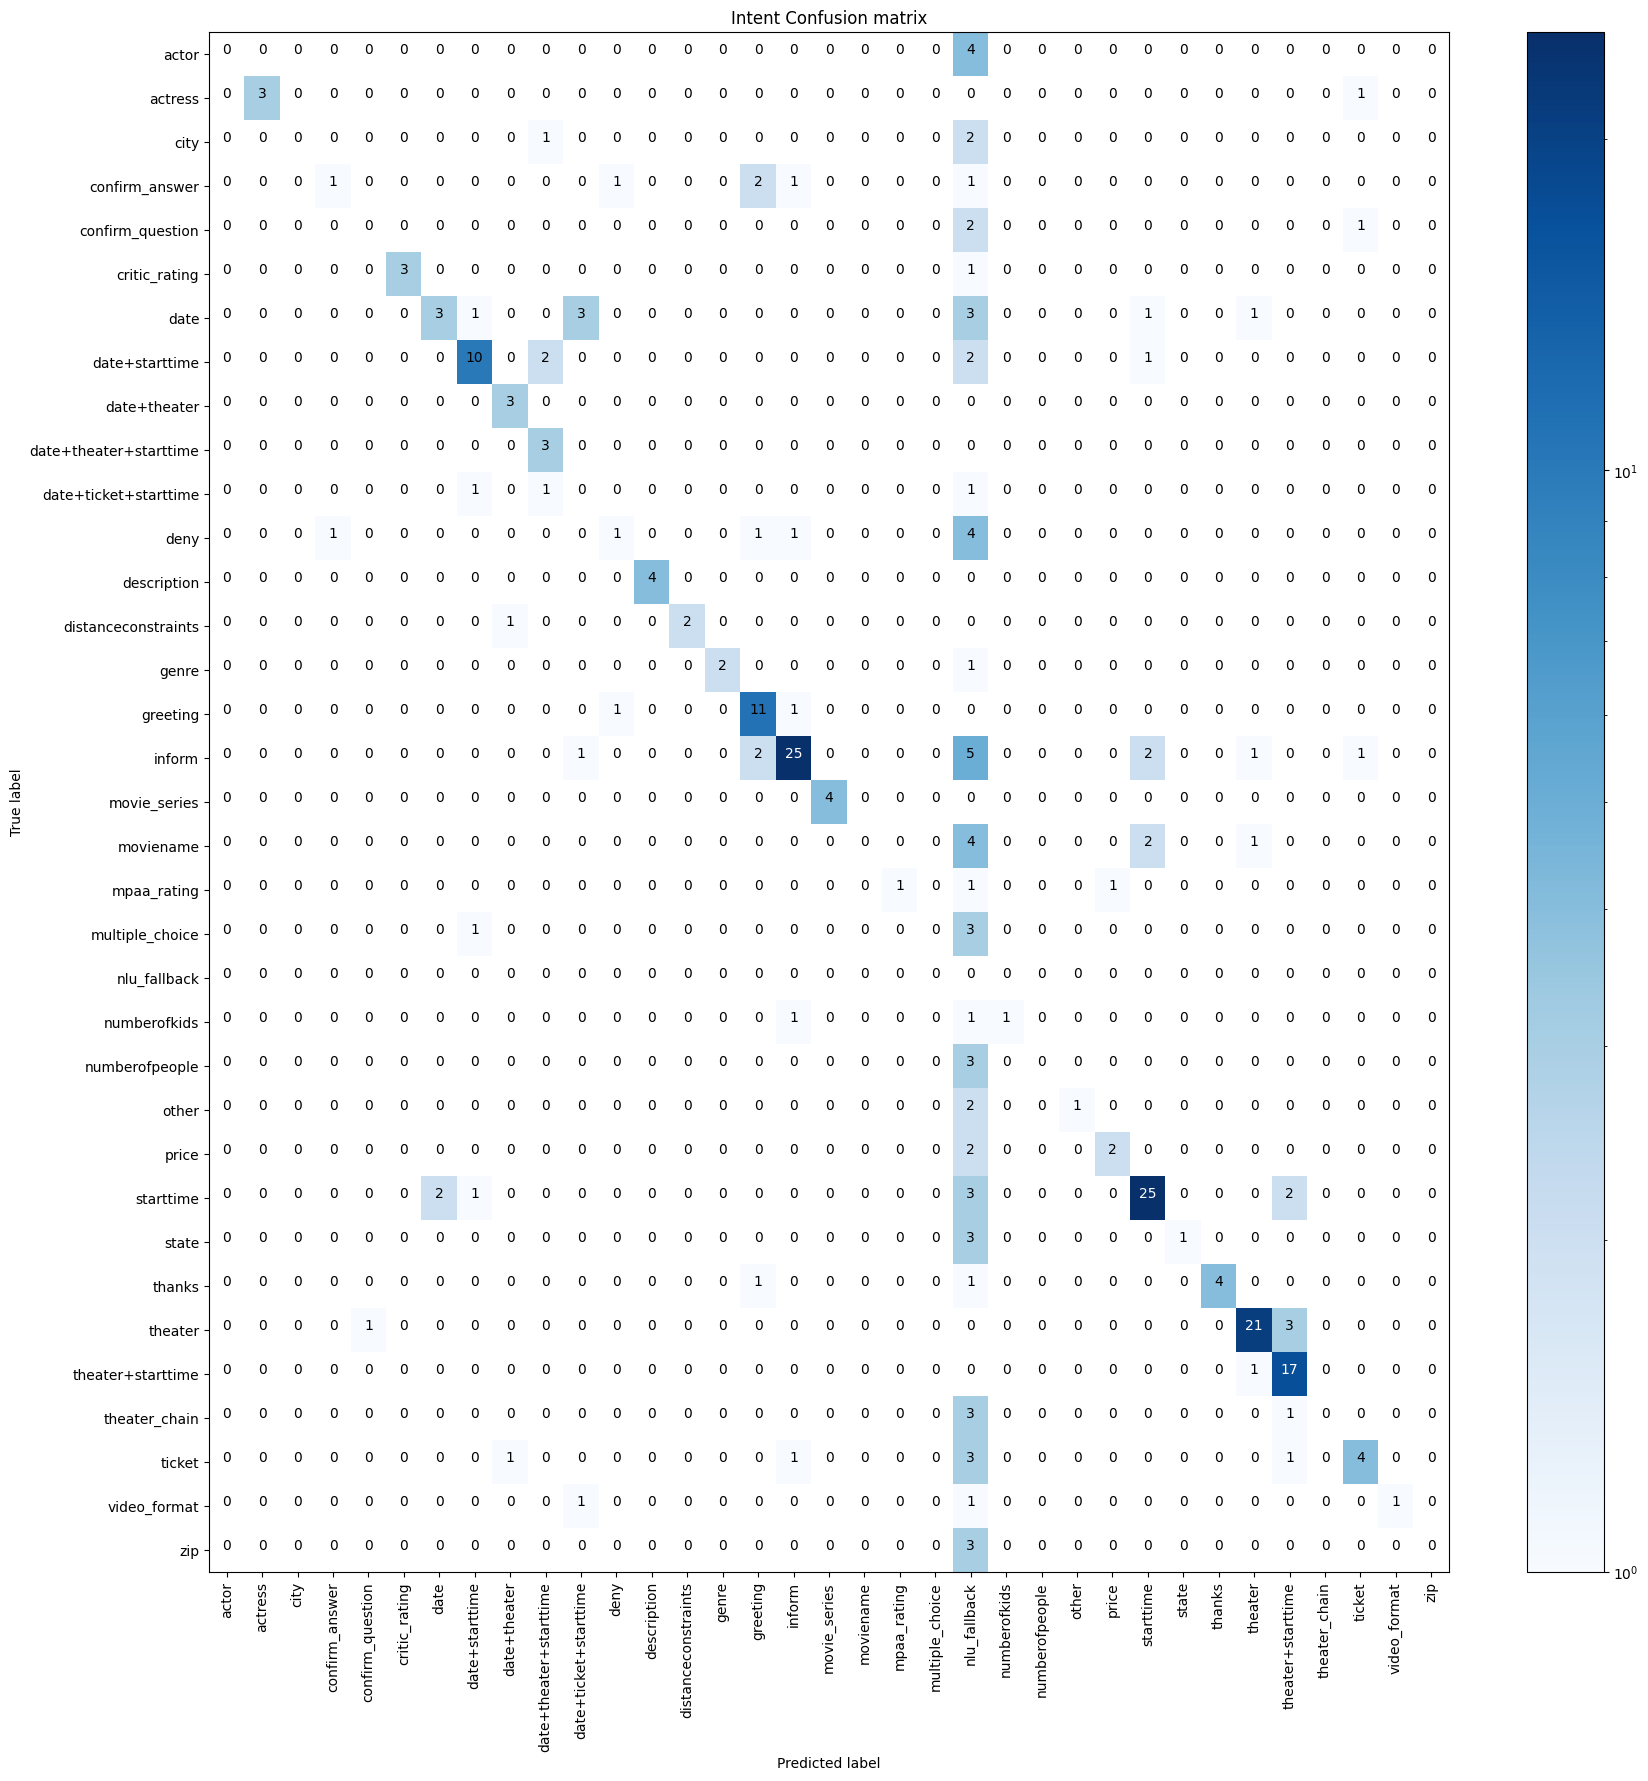 Intent Confusion matrix
actor 0 0 0 0 0 0 0 0 0 0 0 0 0 0 0 0 0 0 0 0 0 4 0 0 0 0 0 0 0 0 0 0 0 0 0
actress 0 3 0 0 0 0 0 0 0 0 0 0 0 0 0 0 0 0 0 0 0 0 0 0 0 0 0 0 0 0 0 0 1 0 0
city 0 0 0 0 0 0 0 0 0 1 0 0 0 0 0 0 0 0 0 0 0 2 0 0 0 0 0 0 0 0 0 0 0 0 0
confirm_answer 0 0 0 1 0 0 0 0 0 0 0 1 0 0 0 2 1 0 0 0 0 1 0 0 0 0 0 0 0 0 0 0 0 0 0
confirm_question 0 0 0 0 0 0 0 0 0 0 0 0 0 0 0 0 0 0 0 0 0 2 0 0 0 0 0 0 0 0 0 0 1 0 0
critic_rating 0 0 0 0 0 3 0 0 0 0 0 0 0 0 0 0 0 0 0 0 0 1 0 0 0 0 0 0 0 0 0 0 0 0 0
date 0 0 0 0 0 0 3 1 0 0 3 0 0 0 0 0 0 0 0 0 0 3 0 0 0 0 1 0 0 1 0 0 0 0 0
date+starttime 0 0 0 0 0 0 0 10 0 2 0 0 0 0 0 0 0 0 0 0 0 2 0 0 0 0 1 0 0 0 0 0 0 0 0
date+theater 0 0 0 0 0 0 0 0 3 0 0 0 0 0 0 0 0 0 0 0 0 0 0 0 0 0 0 0 0 0 0 0 0 0 0
date+theater+starttime 0 0 0 0 0 0 0 0 0 3 0 0 0 0 0 0 0 0 0 0 0 0 0 0 0 0 0 0 0 0 0 0 0 0 0
date+ticket+starttime 0 0 0 0 0 0 0 1 0 1 0 0 0 0 0 0 0 0 0 0 0 1 0 0 0 0 0 0 0 0 0 0 0 0 0
deny 0 0 0 1 0 0 0 0 0 0 0 1 0 0 0 1 1 0 0 0 0 4 0 0 0 0 0 0 0 0 0 0 0 0 0
description 0 0 0 0 0 0 0 0 0 0 0 0 4 0 0 0 0 0 0 0 0 0 0 0 0 0 0 0 0 0 0 0 0 0 0
distanceconstraints 0 0 0 0 0 0 0 0 1 0 0 0 0 2 0 0 0 0 0 0 0 0 0 0 0 0 0 0 0 0 0 0 0 0 0
genre 0 0 0 0 0 0 0 0 0 0 0 0 0 0 2 0 0 0 0 0 0 1 0 0 0 0 0 0 0 0 0 0 0 0 0
greeting 0 0 0 0 0 0 0 0 0 0 0 1 0 0 0 11 1 0 0 0 0 0 0 0 0 0 0 0 0 0 0 0 0 0 0
inform 0 0 0 0 0 0 0 0 0 0 1 0 0 0 0 2 25 0 0 0 0 5 0 0 0 0 2 0 0 1 0 0 1 0 0
movie_series 0 0 0 0 0 0 0 0 0 0 0 0 0 0 0 0 0 4 0 0 0 0 0 0 0 0 0 0 0 0 0 0 0 0 0
moviename 0 0 0 0 0 0 0 0 0 0 0 0 0 0 0 0 0 0 0 0 0 4 0 0 0 0 2 0 0 1 0 0 0 0 0
mpaa_rating 0 0 0 0 0 0 0 0 0 0 0 0 0 0 0 0 0 0 0 1 0 1 0 0 0 1 0 0 0 0 0 0 0 0 0
multiple_choice 0 0 0 0 0 0 0 1 0 0 0 0 0 0 0 0 0 0 0 0 0 3 0 0 0 0 0 0 0 0 0 0 0 0 0
nlu_fallback 0 0 0 0 0 0 0 0 0 0 0 0 0 0 0 0 0 0 0 0 0 0 0 0 0 0 0 0 0 0 0 0 0 0 0
numberofkids 0 0 0 0 0 0 0 0 0 0 0 0 0 0 0 0 1 0 0 0 0 1 1 0 0 0 0 0 0 0 0 0 0 0 0
numberofpeople 0 0 0 0 0 0 0 0 0 0 0 0 0 0 0 0 0 0 0 0 0 3 0 0 0 0 0 0 0 0 0 0 0 0 0
other 0 0 0 0 0 0 0 0 0 0 0 0 0 0 0 0 0 0 0 0 0 2 0 0 1 0 0 0 0 0 0 0 0 0 0
price 0 0 0 0 0 0 0 0 0 0 0 0 0 0 0 0 0 0 0 0 0 2 0 0 0 2 0 0 0 0 0 0 0 0 0
starttime 0 0 0 0 0 0 2 1 0 0 0 0 0 0 0 0 0 0 0 0 0 3 0 0 0 0 25 0 0 0 2 0 0 0 0
state 0 0 0 0 0 0 0 0 0 0 0 0 0 0 0 0 0 0 0 0 0 3 0 0 0 0 0 1 0 0 0 0 0 0 0
thanks 0 0 0 0 0 0 0 0 0 0 0 0 0 0 0 1 0 0 0 0 0 1 0 0 0 0 0 0 4 0 0 0 0 0 0
theater 0 0 0 0 1 0 0 0 0 0 0 0 0 0 0 0 0 0 0 0 0 0 0 0 0 0 0 0 0 21 3 0 0 0 0
theater+starttime 0 0 0 0 0 0 0 0 0 0 0 0 0 0 0 0 0 0 0 0 0 0 0 0 0 0 0 0 0 1 17 0 0 0 0
theater_chain 0 0 0 0 0 0 0 0 0 0 0 0 0 0 0 0 0 0 0 0 0 3 0 0 0 0 0 0 0 0 1 0 0 0 0
ticket 0 0 0 0 0 0 0 0 1 0 0 0 0 0 0 0 1 0 0 0 0 3 0 0 0 0 0 0 0 0 1 0 4 0 0
video_format 0 0 0 0 0 0 0 0 0 0 1 0 0 0 0 0 0 0 0 0 0 1 0 0 0 0 0 0 0 0 0 0 0 1 0
zip 0 0 0 0 0 0 0 0 0 0 0 0 0 0 0 0 0 0 0 0 0 3 0 0 0 0 0 0 0 0 0 0 0 0 0
True label
actor
actress
city
confirm_answer
confirm_question
critic_rating
date
date+starttime
date+theater
date+theater+starttime
date+ticket+starttime
deny
description
distanceconstraints
genre
greeting
inform
movie_series
moviename
mpaa_rating
multiple_choice
nlu_fallback
numberofkids
numberofpeople
other
price
starttime
state
thanks
theater
theater+starttime
theater_chain
ticket
video_format
zip
Predicted label
10¹
10⁰